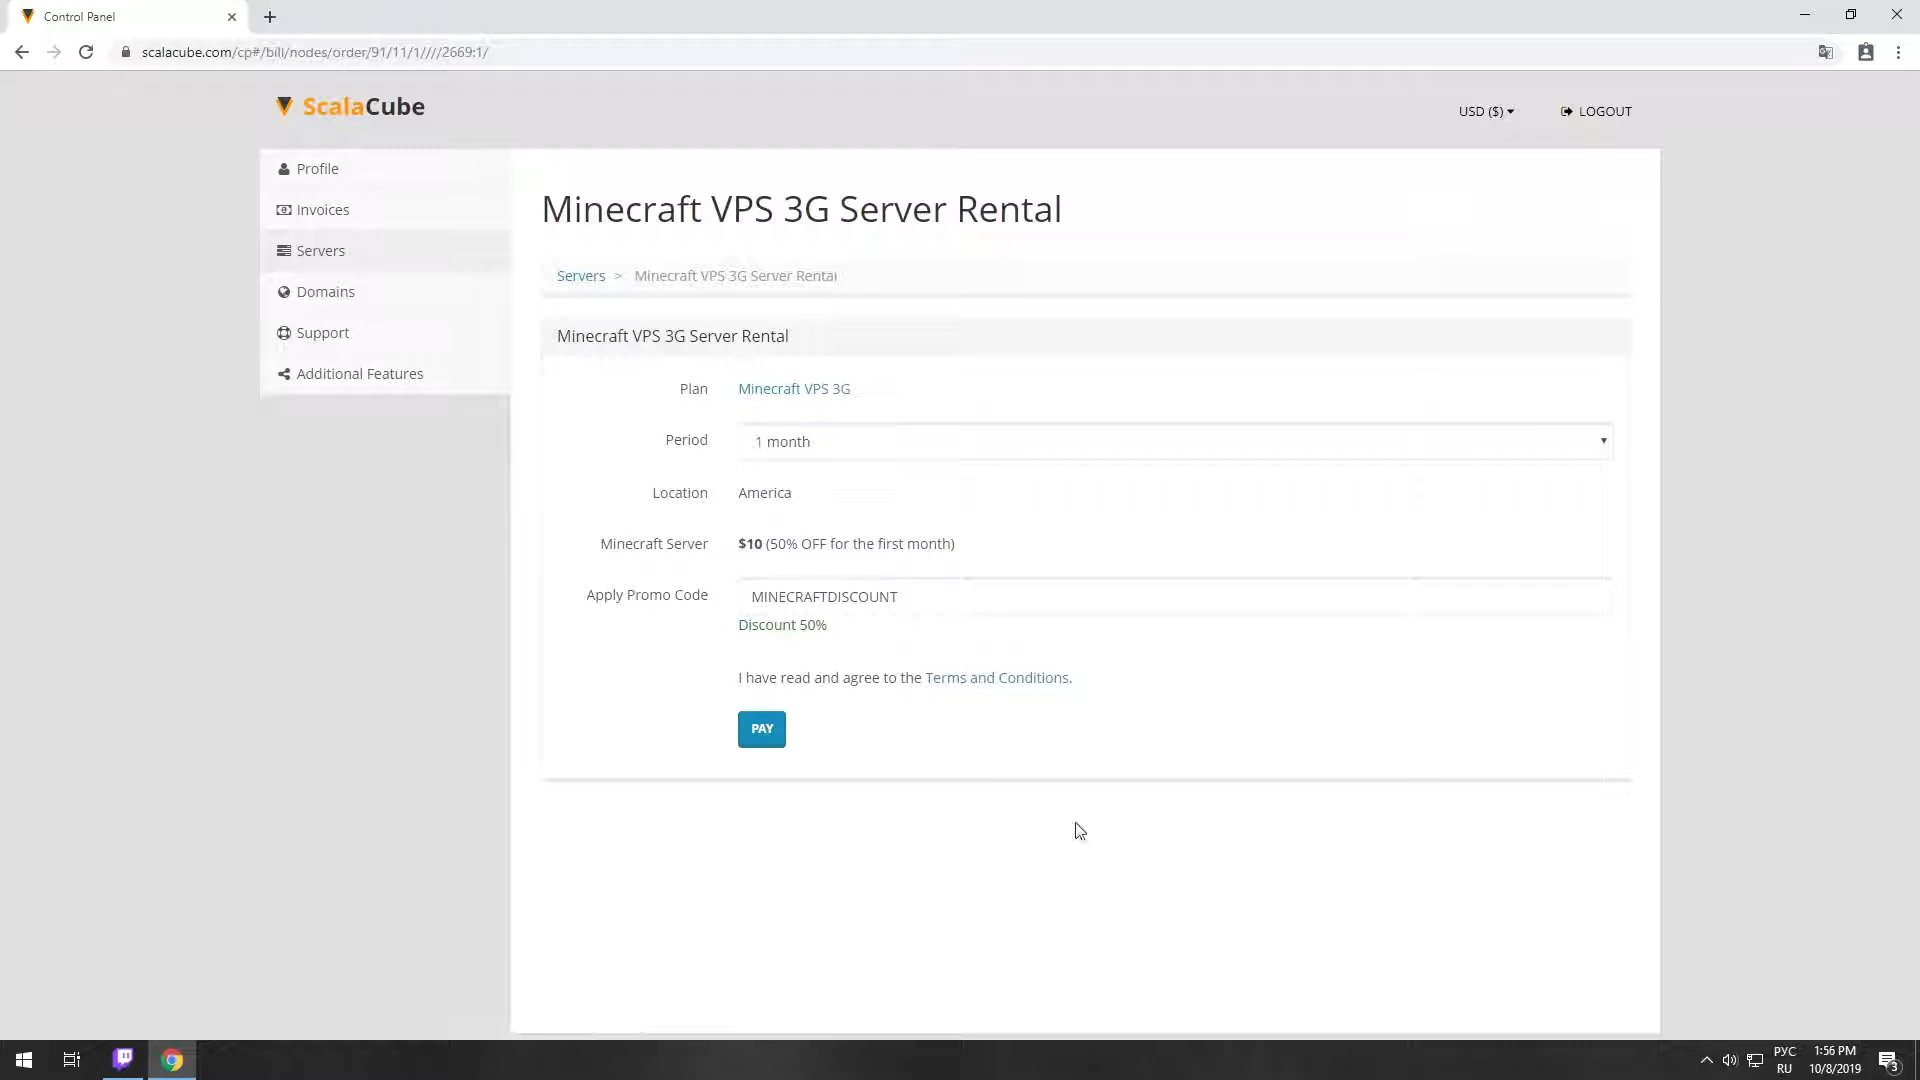 Control Panel
scalacube.com/cp#/bill/nodes/order/91/11/1////2669:1/
ScalaCube
USD ($)
LOGOUT
Profile
Invoices
Servers
Domains
Support
Additional Features
Minecraft VPS 3G Server Rental
Servers > Minecraft VPS 3G Server Rental
Minecraft VPS 3G Server Rental
Plan Minecraft VPS 3G
Period 1 month
Location America
Minecraft Server $10 (50% OFF for the first month)
Apply Promo Code MINECRAFTDISCOUNT
Discount 50%
I have read and agree to the Terms and Conditions.
PAY
РУС
RU
1:56 PM
10/8/2019
3